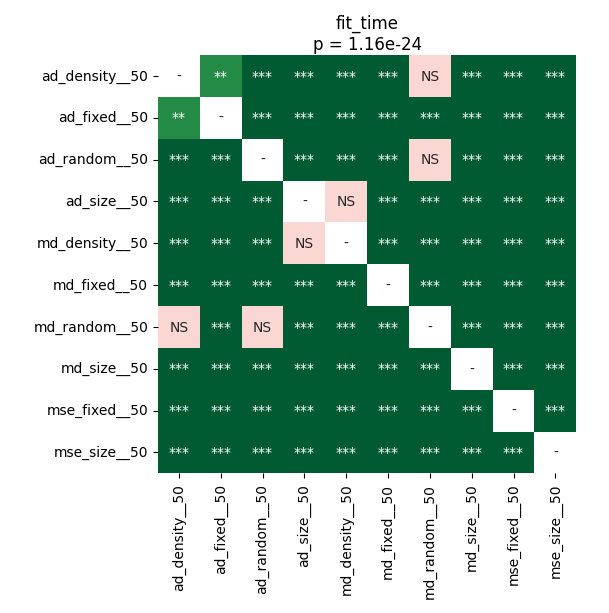 fit_time
p = 1.16e-24
ad_density__50 - ** *** *** *** *** NS *** *** ***
ad_fixed__50 ** - *** *** *** *** *** *** *** ***
ad_random__50 *** *** - *** *** *** NS *** *** ***
ad_size__50 *** *** *** - NS *** *** *** *** ***
md_density__50 *** *** *** NS - *** *** *** *** ***
md_fixed__50 *** *** *** *** *** - *** *** *** ***
md_random__50 NS *** NS *** *** *** - *** *** ***
md_size__50 *** *** *** *** *** *** *** - *** ***
mse_fixed__50 *** *** *** *** *** *** *** *** - ***
mse_size__50 *** *** *** *** *** *** *** *** *** -
ad_density__50
ad_fixed__50
ad_random__50
ad_size__50
md_density__50
md_fixed__50
md_random__50
md_size__50
mse_fixed__50
mse_size__50